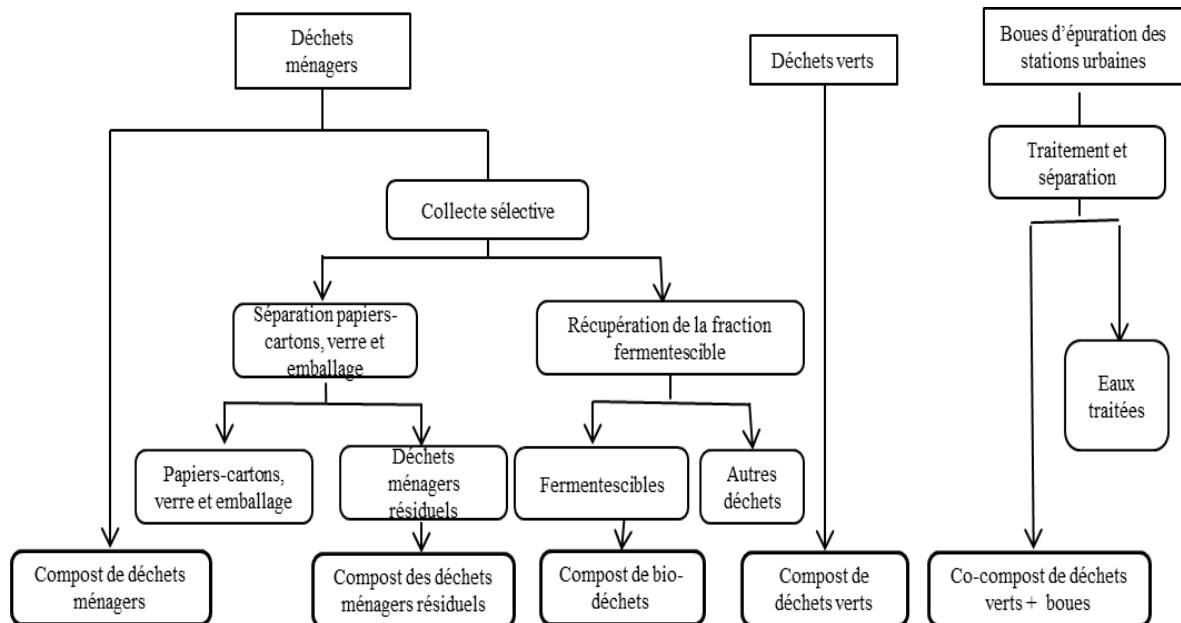 Déchets
ménagers
Déchets verts
Boues d’épuration des
stations urbaines
Traitement et
séparation
Collecte sélective
Séparation papiers-
cartons, verre et
emballage
Récupération de la fraction
fermentescible
Eaux
traitées
Papiers-cartons,
verre et emballage
Déchets
ménagers
résiduels
Fermentescibles
Autres
déchets
Compost de déchets
ménagers
Compost des déchets
ménagers résiduels
Compost de bio-
déchets
Compost de
déchets verts
Co-compost de déchets
verts + boues